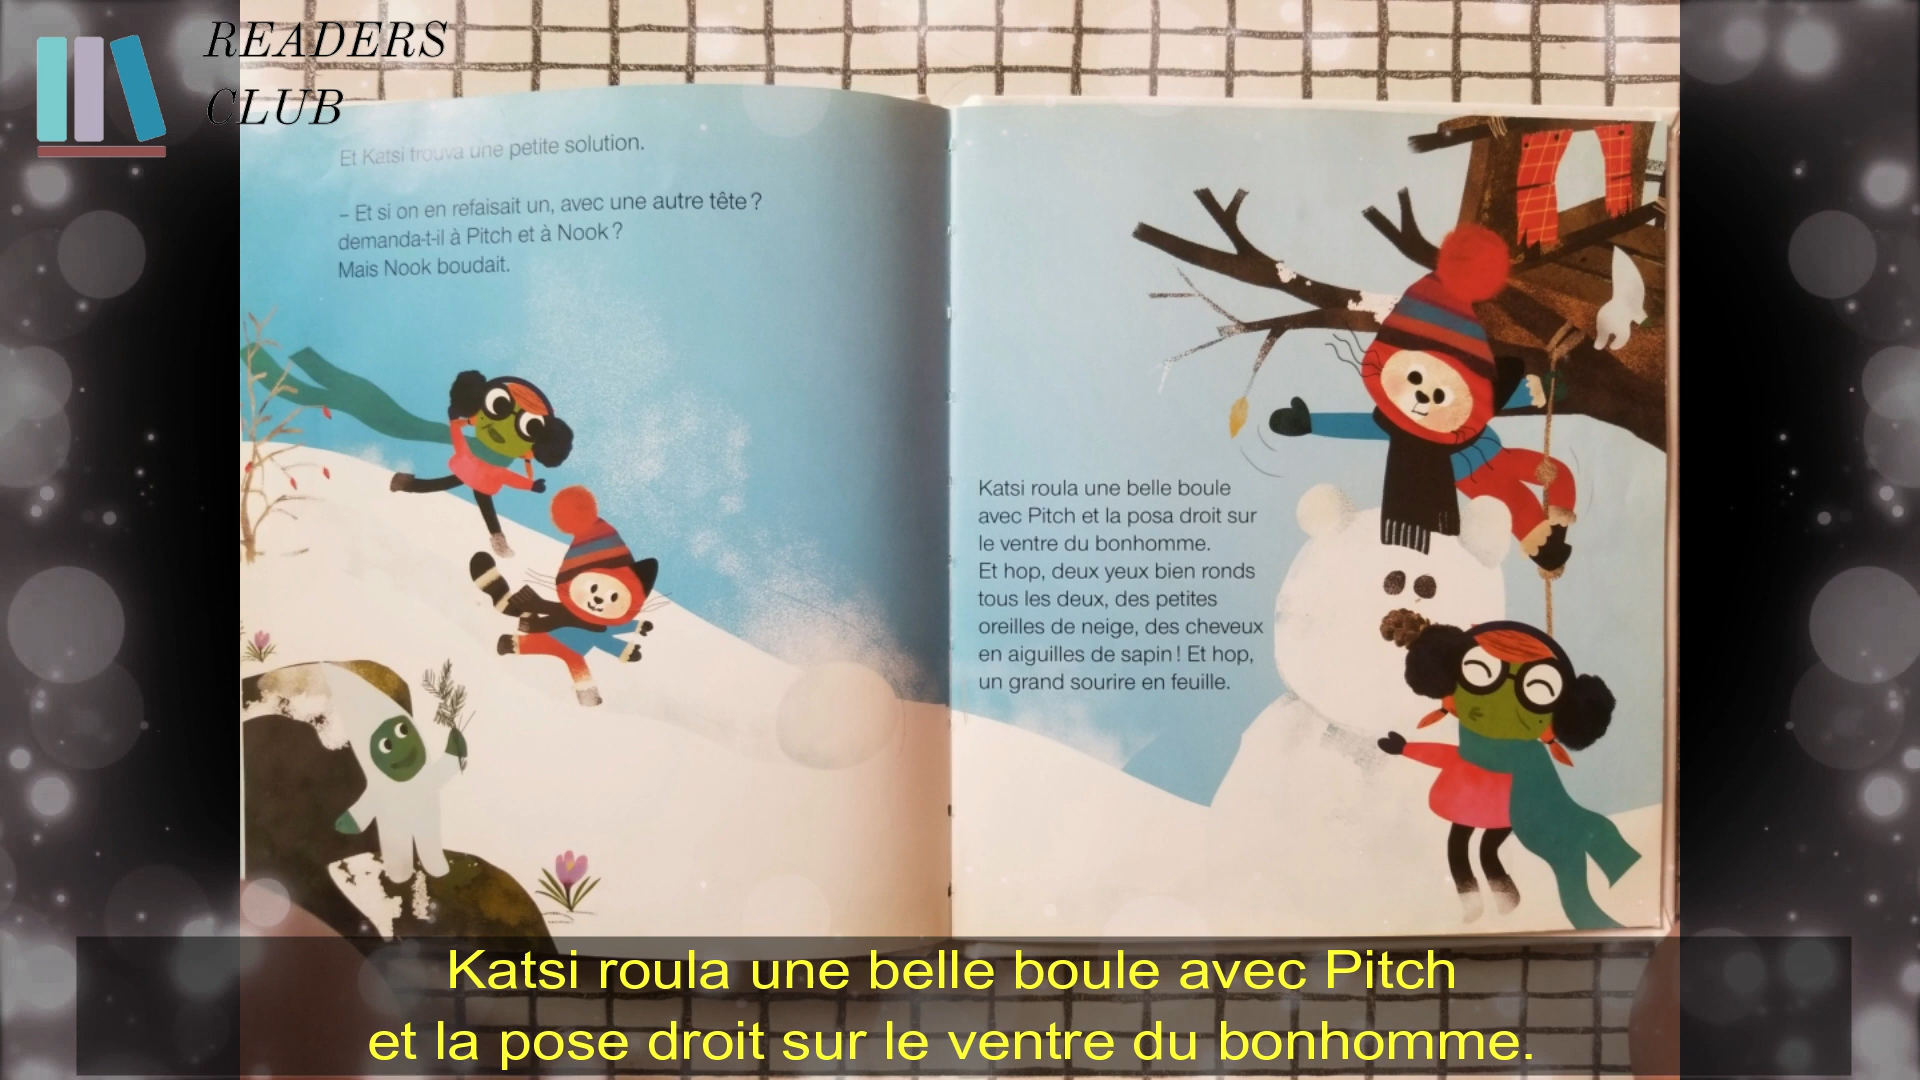 READERS
CLUB
Et Katsi trouva une petite solution.
– Et si on en refaisait un, avec une autre tête ?
demanda-t-il à Pitch et à Nook ?
Mais Nook boudait.
Katsi roula une belle boule
avec Pitch et la posa droit sur
le ventre du bonhomme.
Et hop, deux yeux bien ronds
tous les deux, des petites
oreilles de neige, des cheveux
en aiguilles de sapin ! Et hop,
un grand sourire en feuille.
Katsi roula une belle boule avec Pitch
et la pose droit sur le ventre du bonhomme.